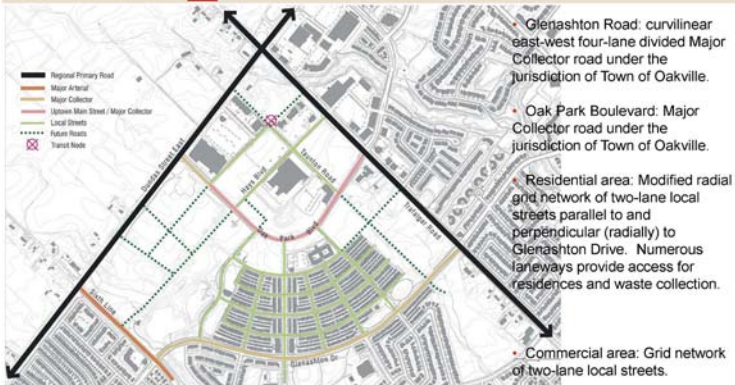 Regional Primary Road
Major Arterial
Major Collector
Uptown Main Street / Major Collector
Local Streets
Future Roads
Transit Node
Dundas Street East
Hays Blvd
Taunton Road
Trafalgar Road
Oak Park Blvd
Sixth Line
Glenashton Dr
• Glenashton Road: curvilinear
east-west four-lane divided Major
Collector road under the
jurisdiction of Town of Oakville.
• Oak Park Boulevard: Major
Collector road under the
jurisdiction of Town of Oakville.
• Residential area: Modified radial
grid network of two-lane local
streets parallel to and
perpendicular (radially) to
Glenashton Drive. Numerous
laneways provide access for
residences and waste collection.
• Commercial area: Grid network
of two-lane local streets.